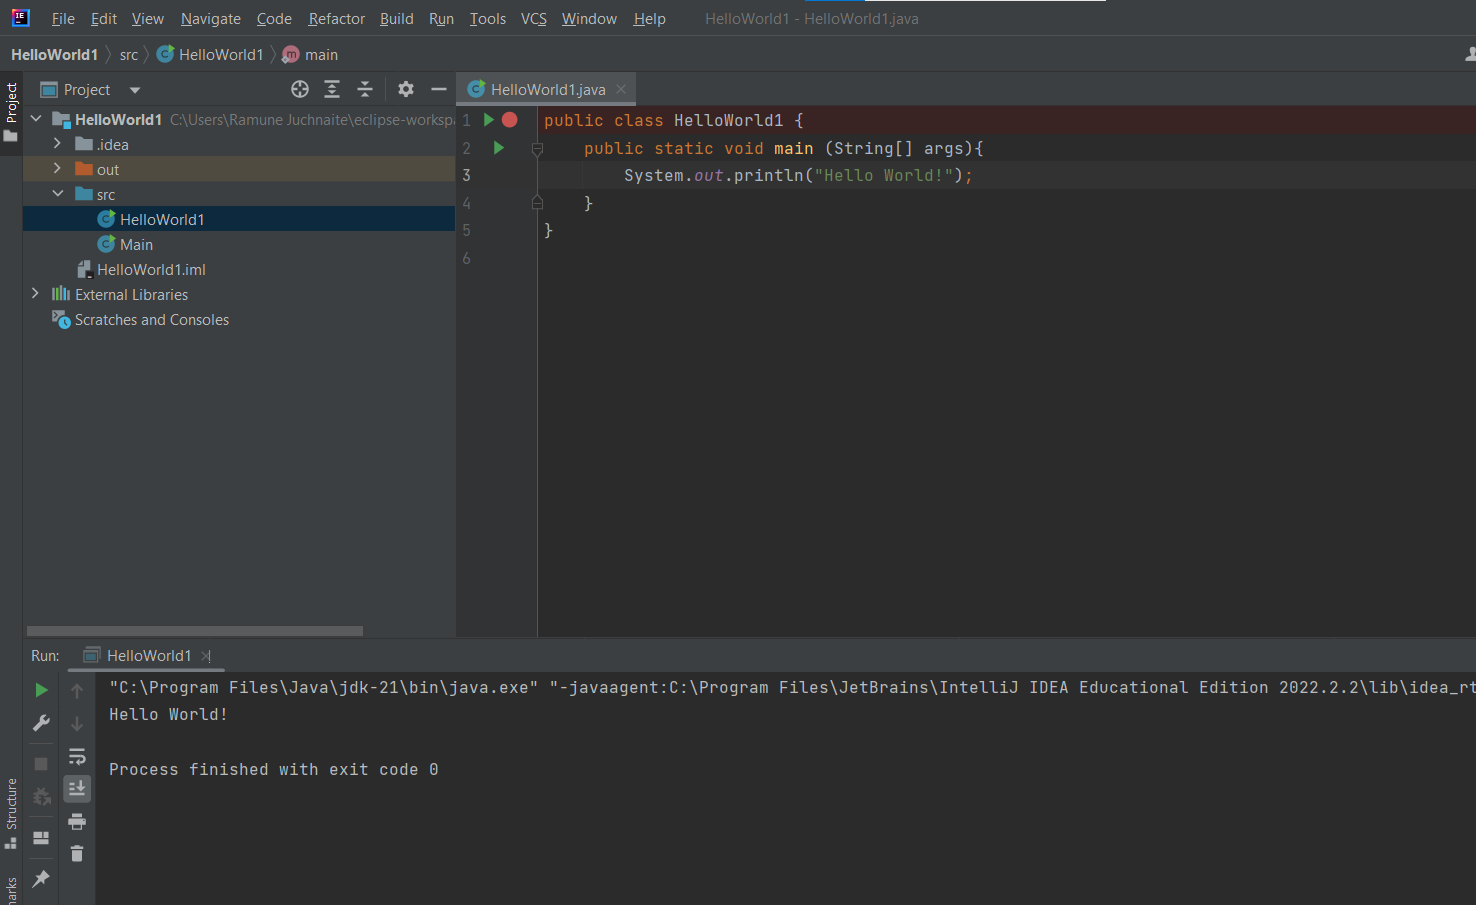 File Edit View Navigate Code Refactor Build Run Tools VCS Window Help HelloWorld1 - HelloWorld1.java
HelloWorld1 src HelloWorld1 main
Project
Project
HelloWorld1 C:\Users\Ramune Juchnaite\eclipse-workspa
.idea
out
src
HelloWorld1
Main
HelloWorld1.iml
External Libraries
Scratches and Consoles
HelloWorld1.java
1 public class HelloWorld1 {
2 public static void main (String[] args){
3 System.out.println("Hello World!");
4 }
5 }
6
Run: HelloWorld1
"C:\Program Files\Java\jdk-21\bin\java.exe" "-javaagent:C:\Program Files\JetBrains\IntelliJ IDEA Educational Edition 2022.2.2\lib\idea_rt
Hello World!
Process finished with exit code 0
Structure